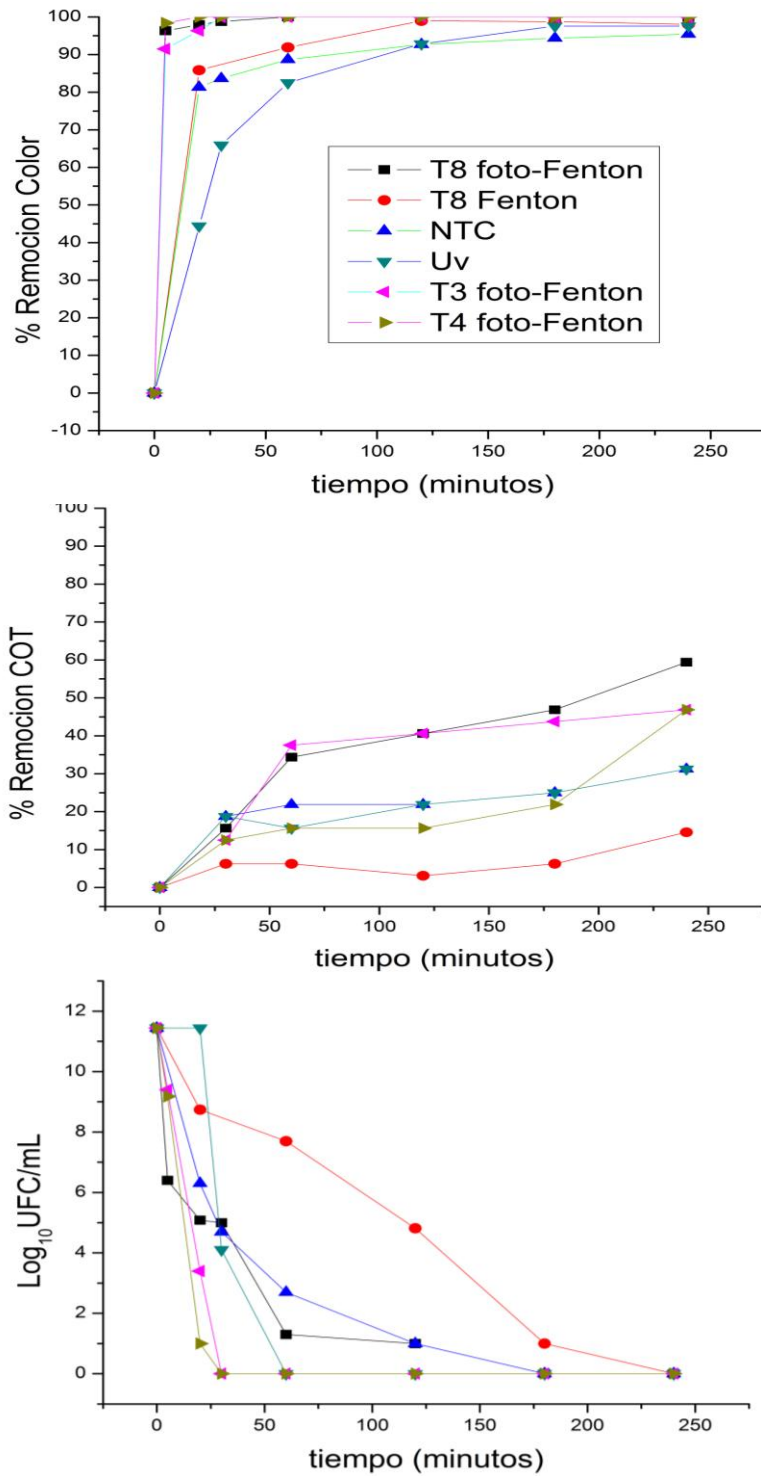 100
90
80
70
60
50
40
30
20
10
0
-10
% Remocion Color
T8 foto-Fenton
T8 Fenton
NTC
Uv
T3 foto-Fenton
T4 foto-Fenton
0 50 100 150 200 250
tiempo (minutos)
100
90
80
70
60
50
40
30
20
10
0
% Remocion COT
0 50 100 150 200 250
tiempo (minutos)
12
10
8
6
4
2
0
Log₁₀UFC/mL
0 50 100 150 200 250
tiempo (minutos)